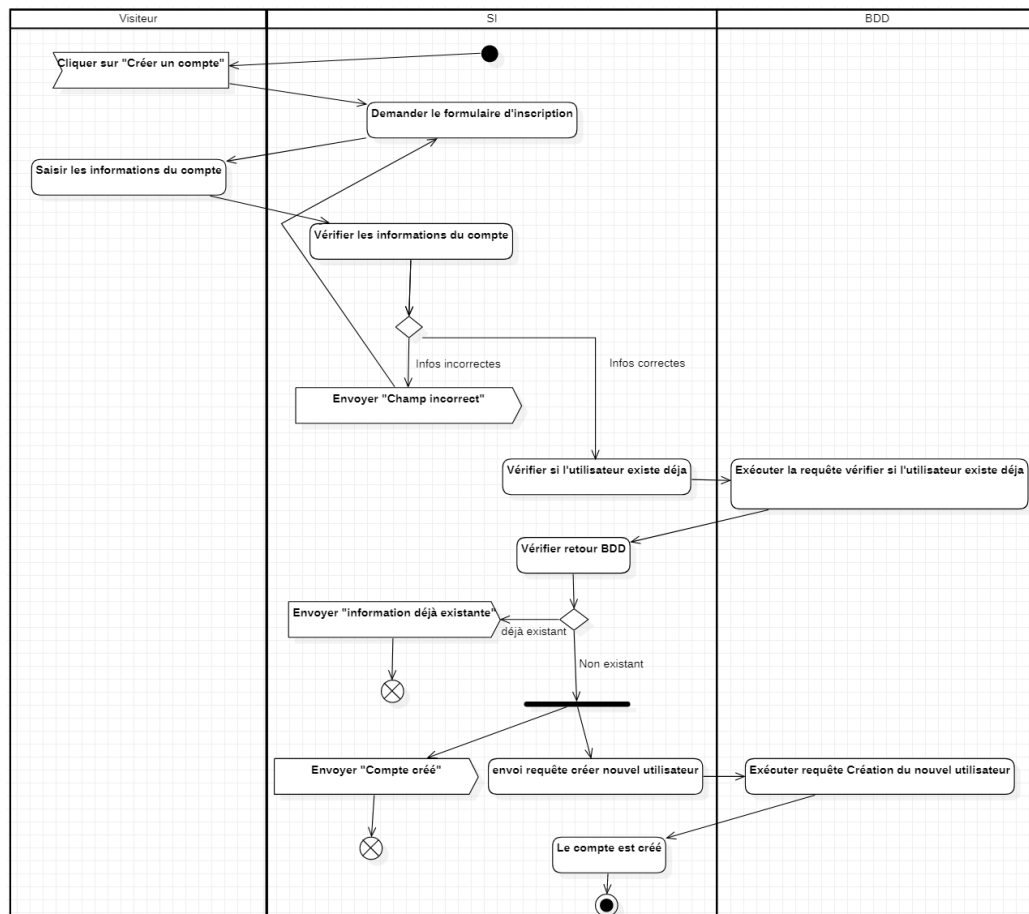 Visiteur
SI
BDD
Cliquer sur "Créer un compte"
Demander le formulaire d'inscription
Saisir les informations du compte
Vérifier les informations du compte
Infos incorrectes
Infos correctes
Envoyer "Champ incorrect"
Vérifier si l'utilisateur existe déja
Exécuter la requête vérifier si l'utilisateur existe déja
Vérifier retour BDD
Envoyer "information déjà existante"
déjà existant
Non existant
Envoyer "Compte créé"
envoi requête créer nouvel utilisateur
Exécuter requête Création du nouvel utilisateur
Le compte est créé